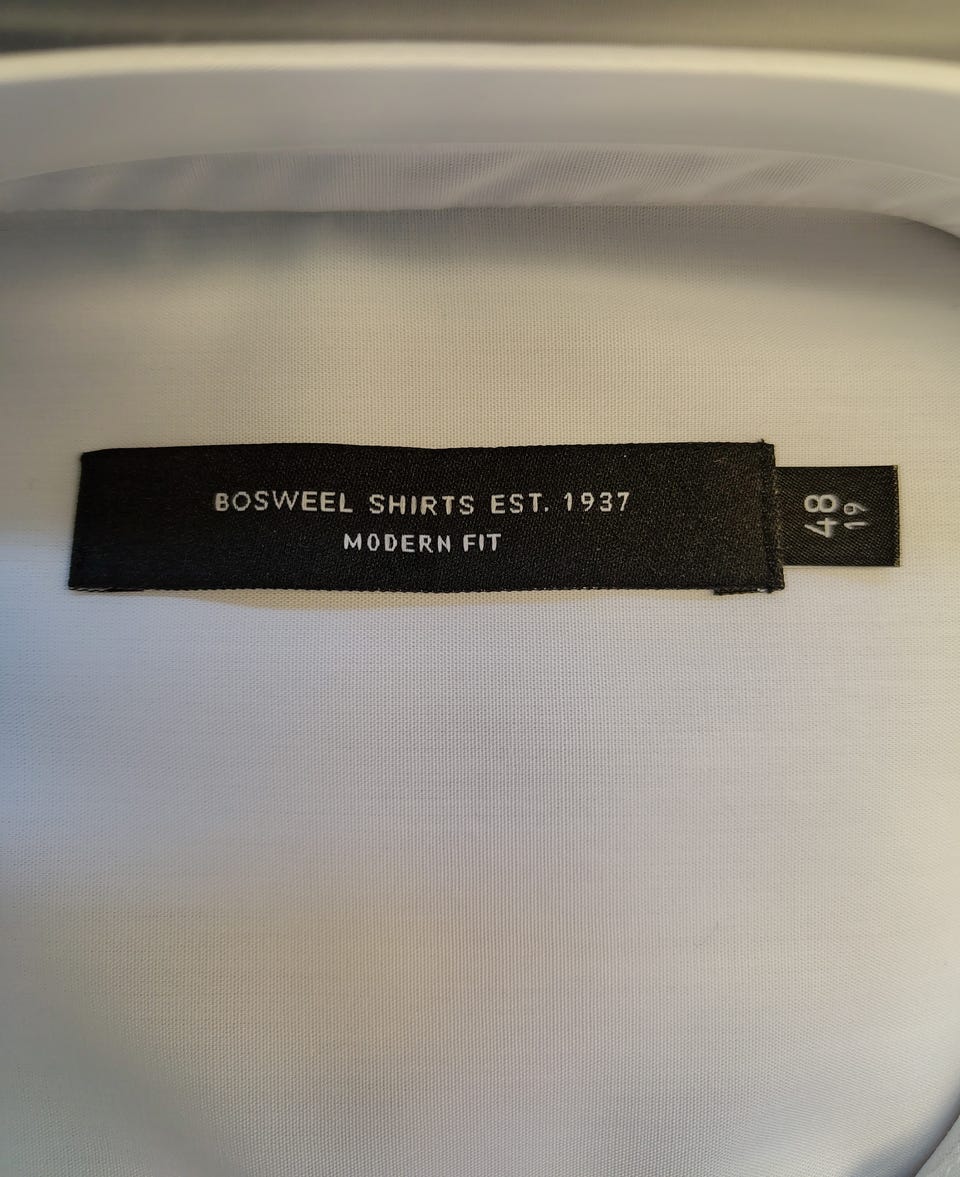 BOSWEEL SHIRTS EST. 1937
MODERN FIT
48
19